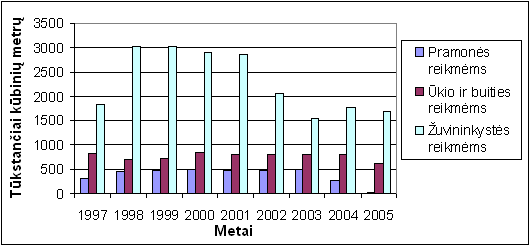 Tūkstančiai kūbinių metrų
3500
3000
2500
2000
1500
1000
500
0
1997 1998 1999 2000 2001 2002 2003 2004 2005
Metai
Pramonės
reikmėms
Ūkio ir buities
reikmėms
Žuvininkystės
reikmėms